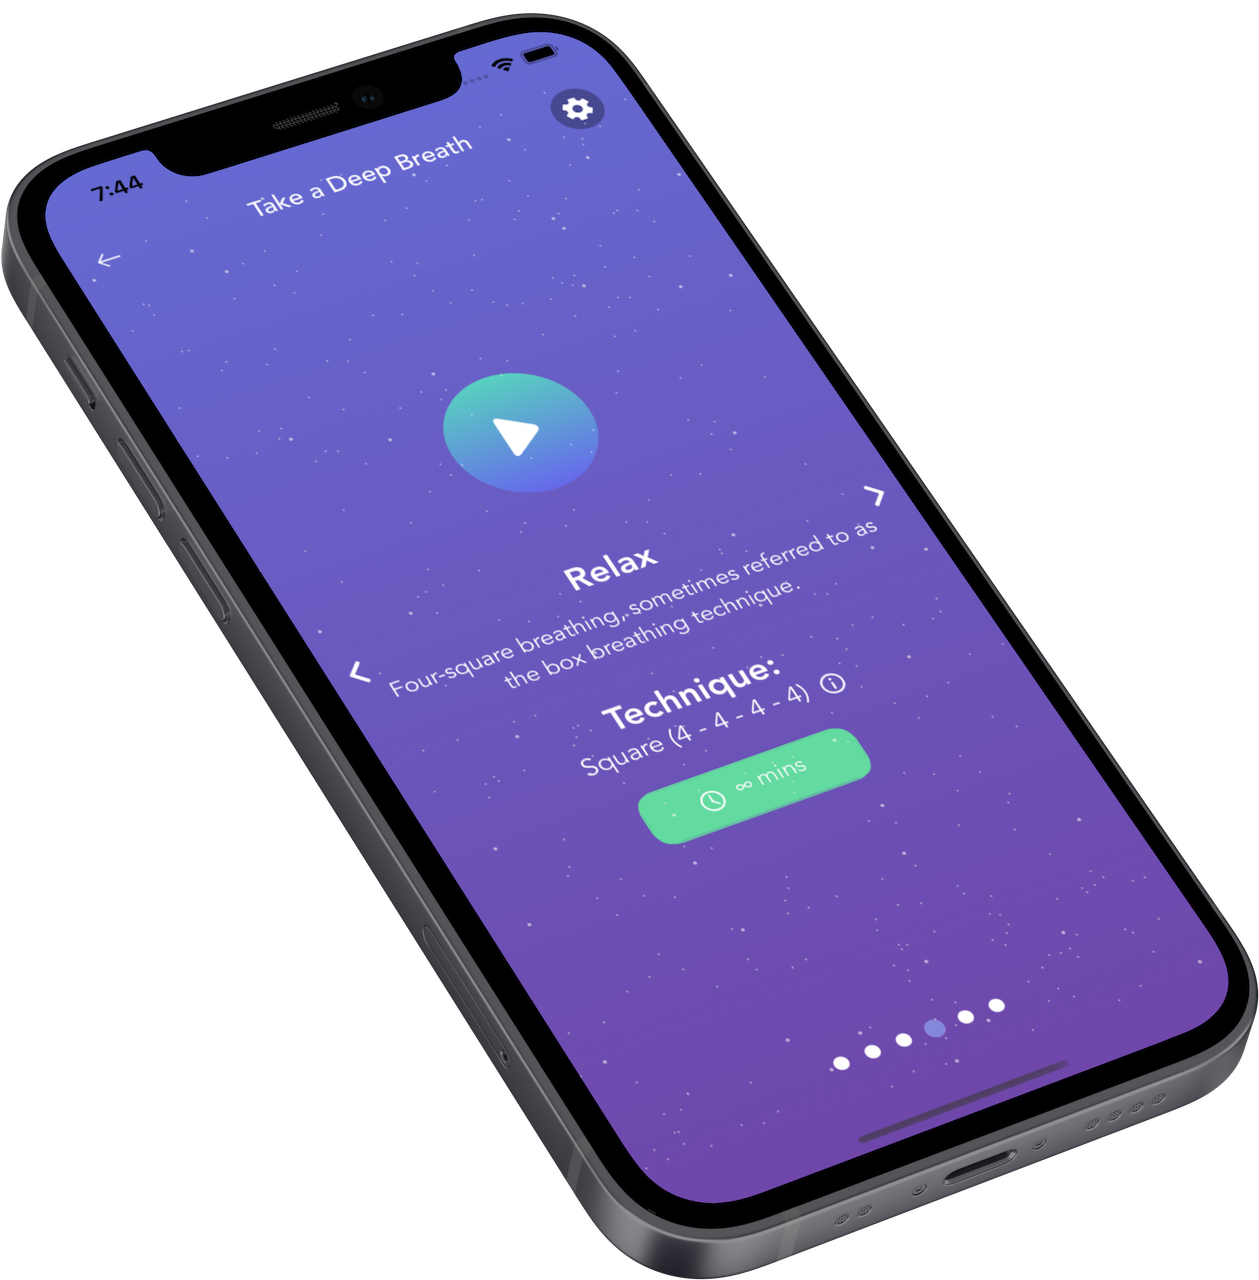 7:44
Take a Deep Breath
Relax
Four-square breathing, sometimes referred to as
the box breathing technique.
Technique:
Square (4 - 4 - 4 - 4)
∞ mins